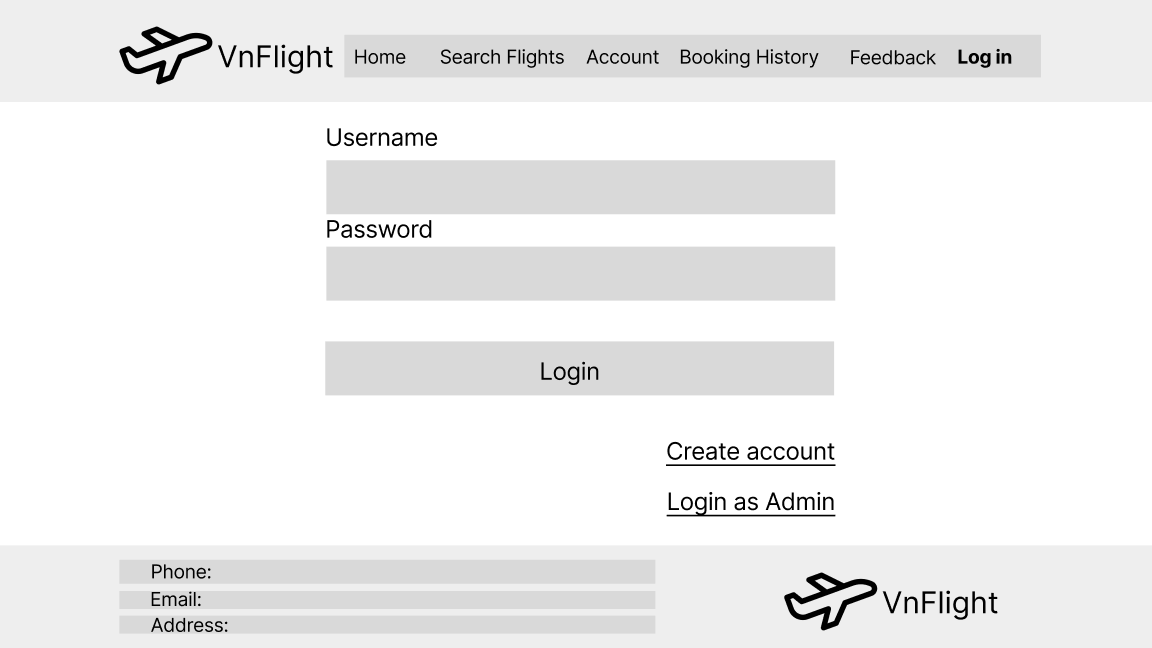 VnFlight Home Search Flights Account Booking History Feedback Log in
Username
Password
Login
Create account
Login as Admin
Phone:
Email:
Address:
VnFlight